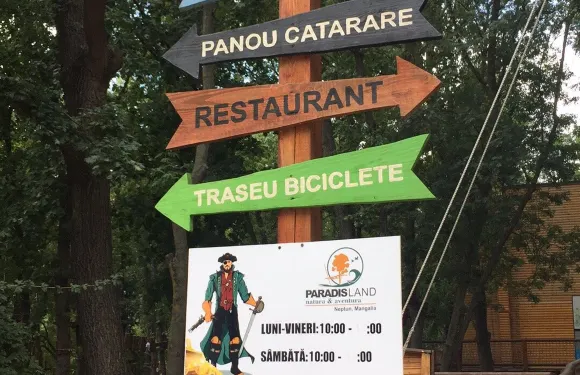 PANOU CATARARE
RESTAURANT
TRASEU BICICLETE
PARADISLAND
natura & aventura
Neptun, Mangalia
LUNI-VINERI: 10:00 - :00
SÂMBĂTĂ: 10:00 - :00